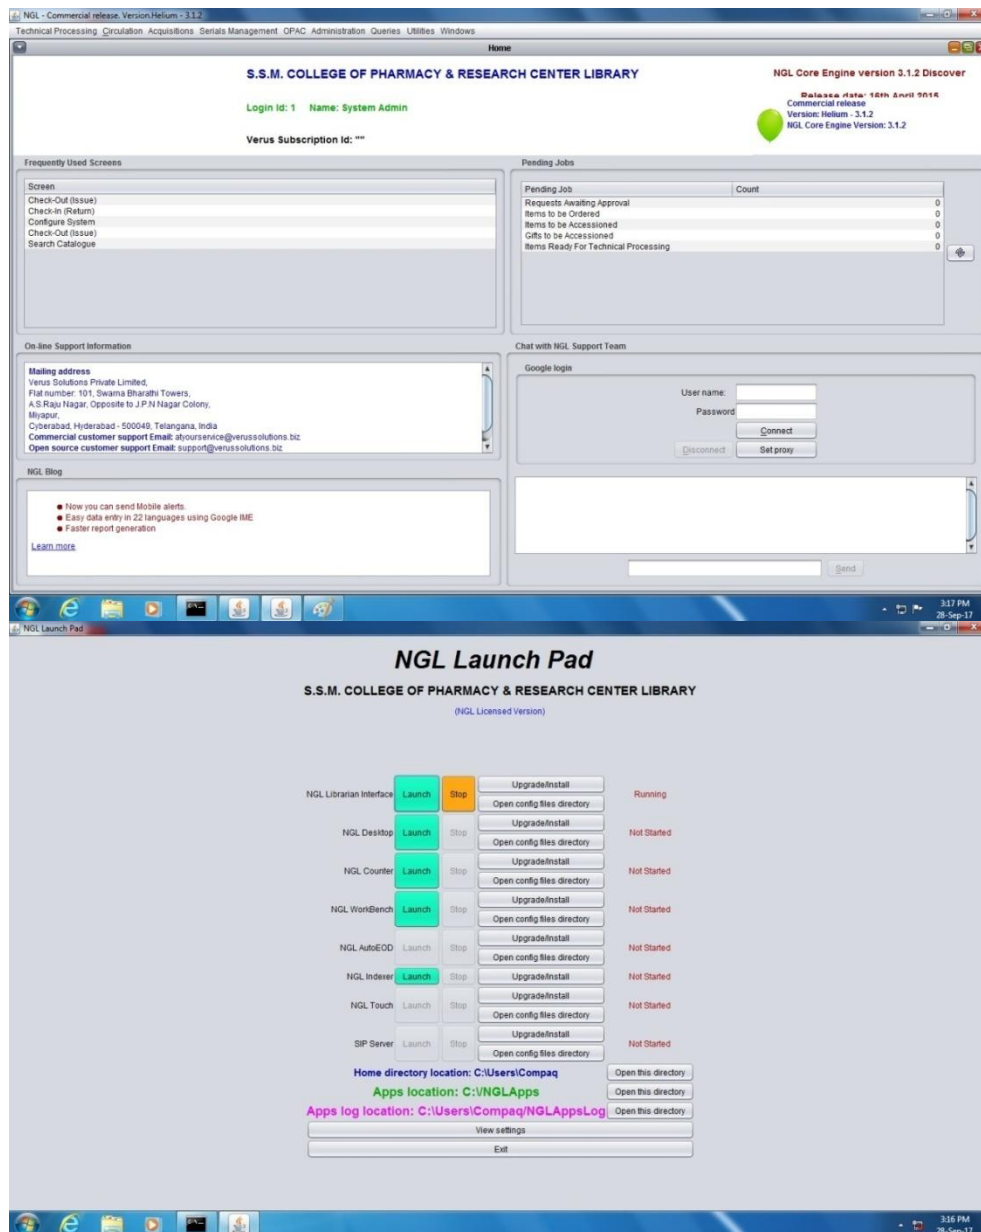 NGL - Commercial release. Version.Helium - 3.1.2
Technical Processing Circulation Acquisitions Serials Management OPAC Administration Queries Utilities Windows
Home
S.S.M. COLLEGE OF PHARMACY & RESEARCH CENTER LIBRARY
NGL Core Engine version 3.1.2 Discover
Release date: 16th April 2015
Login Id: 1 Name: System Admin
Commercial release
Version: Helium - 3.1.2
NGL Core Engine Version: 3.1.2
Verus Subscription Id: ""
Frequently Used Screens
Screen
Check-Out (Issue)
Check-In (Return)
Configure System
Check-Out (Issue)
Search Catalogue
Pending Jobs
Pending Job Count
Requests Awaiting Approval 0
Items to be Ordered 0
Items to be Accessioned 0
Gifts to be Accessioned 0
Items Ready For Technical Processing 0
On-line Support Information
Mailing address
Verus Solutions Private Limited,
Flat number: 101, Swarna Bharathi Towers,
A.S.Raju Nagar, Opposite to J.P.N Nagar Colony,
Miyapur,
Cyberabad, Hyderabad - 500049, Telangana, India
Commercial customer support Email: atyourservice@verussolutions.biz
Open source customer support Email: support@verussolutions.biz
Chat with NGL Support Team
Google login
User name:
Password
Connect
Disconnect Set proxy
NGL Blog
Now you can send Mobile alerts.
Easy data entry in 22 languages using Google IME
Faster report generation
Learn more
Send
3:17 PM
28-Sep-17
NGL Launch Pad
NGL Launch Pad
S.S.M. COLLEGE OF PHARMACY & RESEARCH CENTER LIBRARY
(NGL Licensed Version)
Upgrade/Install
NGL Librarian Interface Launch Stop Running
Open config files directory
Upgrade/Install
NGL Desktop Launch Stop Not Started
Open config files directory
Upgrade/Install
NGL Counter Launch Stop Not Started
Open config files directory
Upgrade/Install
NGL WorkBench Launch Stop Not Started
Open config files directory
Upgrade/Install
NGL AutoEOD Launch Stop Not Started
Open config files directory
NGL Indexer Launch Stop Upgrade/Install Not Started
Upgrade/Install
NGL Touch Launch Stop Not Started
Open config files directory
Upgrade/Install
SIP Server Launch Stop Not Started
Open config files directory
Home directory location: C:\Users\Compaq Open this directory
Apps location: C:\/NGLApps Open this directory
Apps log location: C:\Users\Compaq/NGLAppsLog Open this directory
View settings
Exit
3:16 PM
28-Sep-17